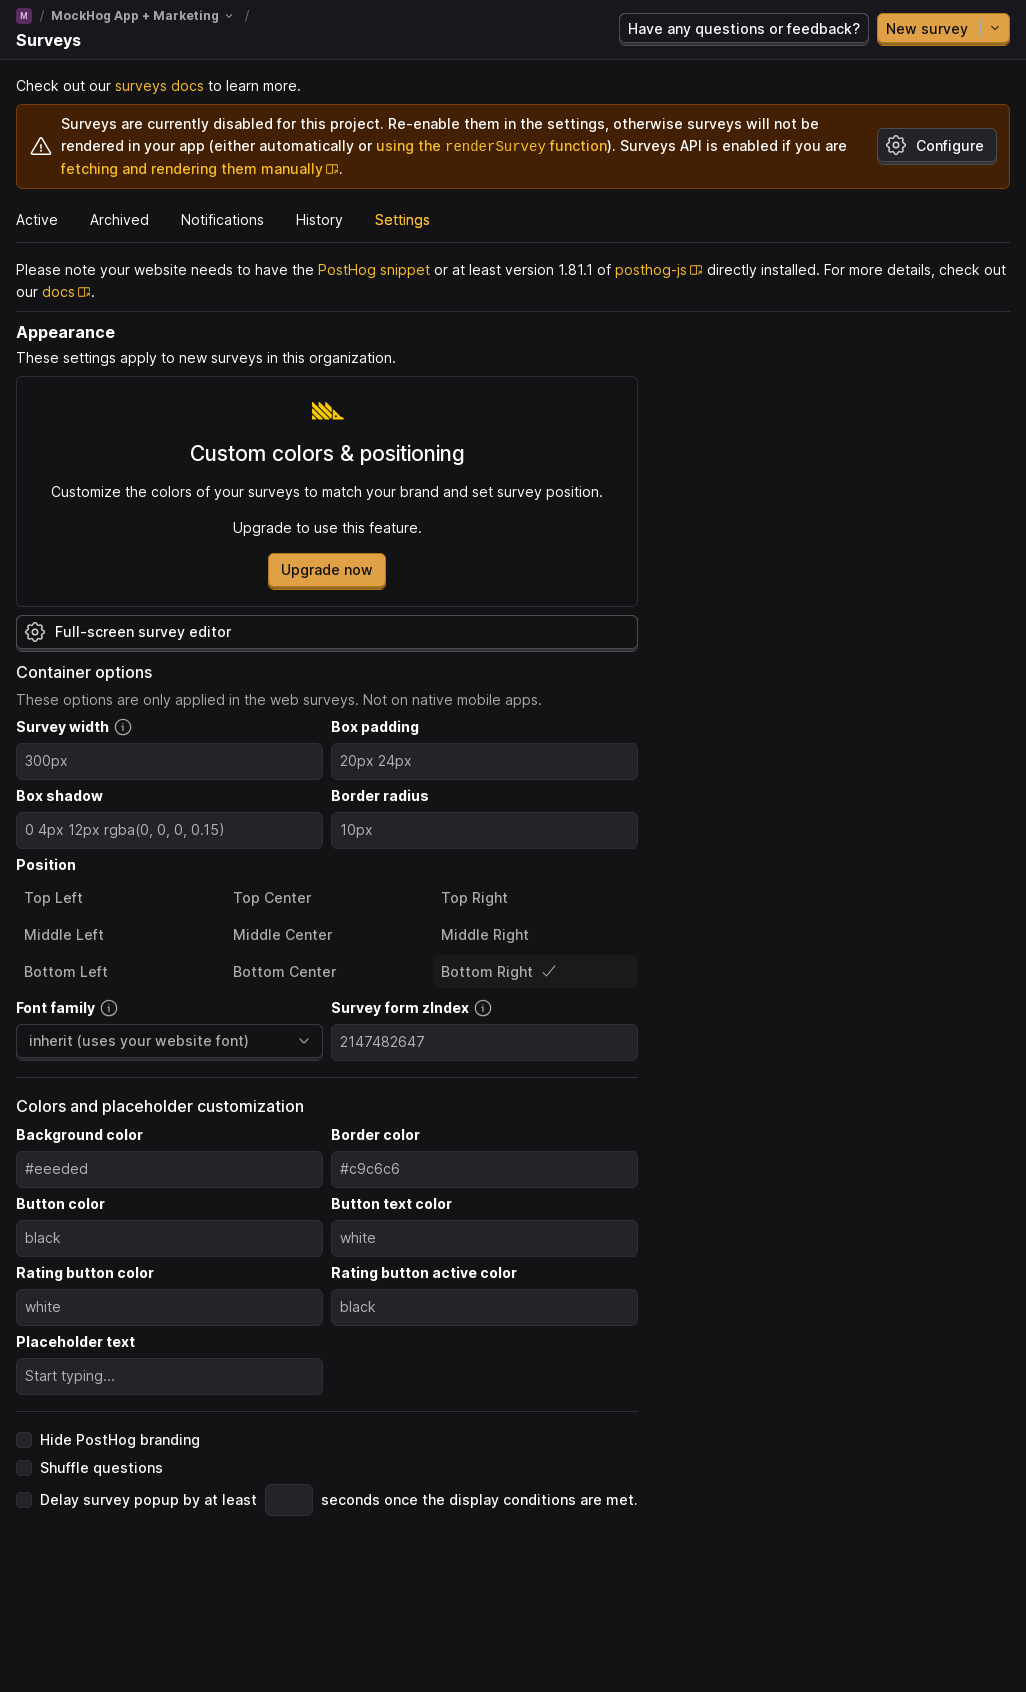 M / MockHog App + Marketing /
Surveys
Have any questions or feedback?
New survey
Check out our surveys docs to learn more.
Surveys are currently disabled for this project. Re-enable them in the settings, otherwise surveys will not be
rendered in your app (either automatically or using the renderSurvey function). Surveys API is enabled if you are
fetching and rendering them manually.
Configure
Active
Archived
Notifications
History
Settings
Please note your website needs to have the PostHog snippet or at least version 1.81.1 of posthog-js directly installed. For more details, check out
our docs.
Appearance
These settings apply to new surveys in this organization.
Custom colors & positioning
Customize the colors of your surveys to match your brand and set survey position.
Upgrade to use this feature.
Upgrade now
Full-screen survey editor
Container options
These options are only applied in the web surveys. Not on native mobile apps.
Survey width
Box padding
300px
20px 24px
Box shadow
Border radius
0 4px 12px rgba(0, 0, 0, 0.15)
10px
Position
Top Left
Top Center
Top Right
Middle Left
Middle Center
Middle Right
Bottom Left
Bottom Center
Bottom Right
Font family
Survey form zIndex
inherit (uses your website font)
2147482647
Colors and placeholder customization
Background color
Border color
#eeeded
#c9c6c6
Button color
Button text color
black
white
Rating button color
Rating button active color
white
black
Placeholder text
Start typing...
Hide PostHog branding
Shuffle questions
Delay survey popup by at least seconds once the display conditions are met.